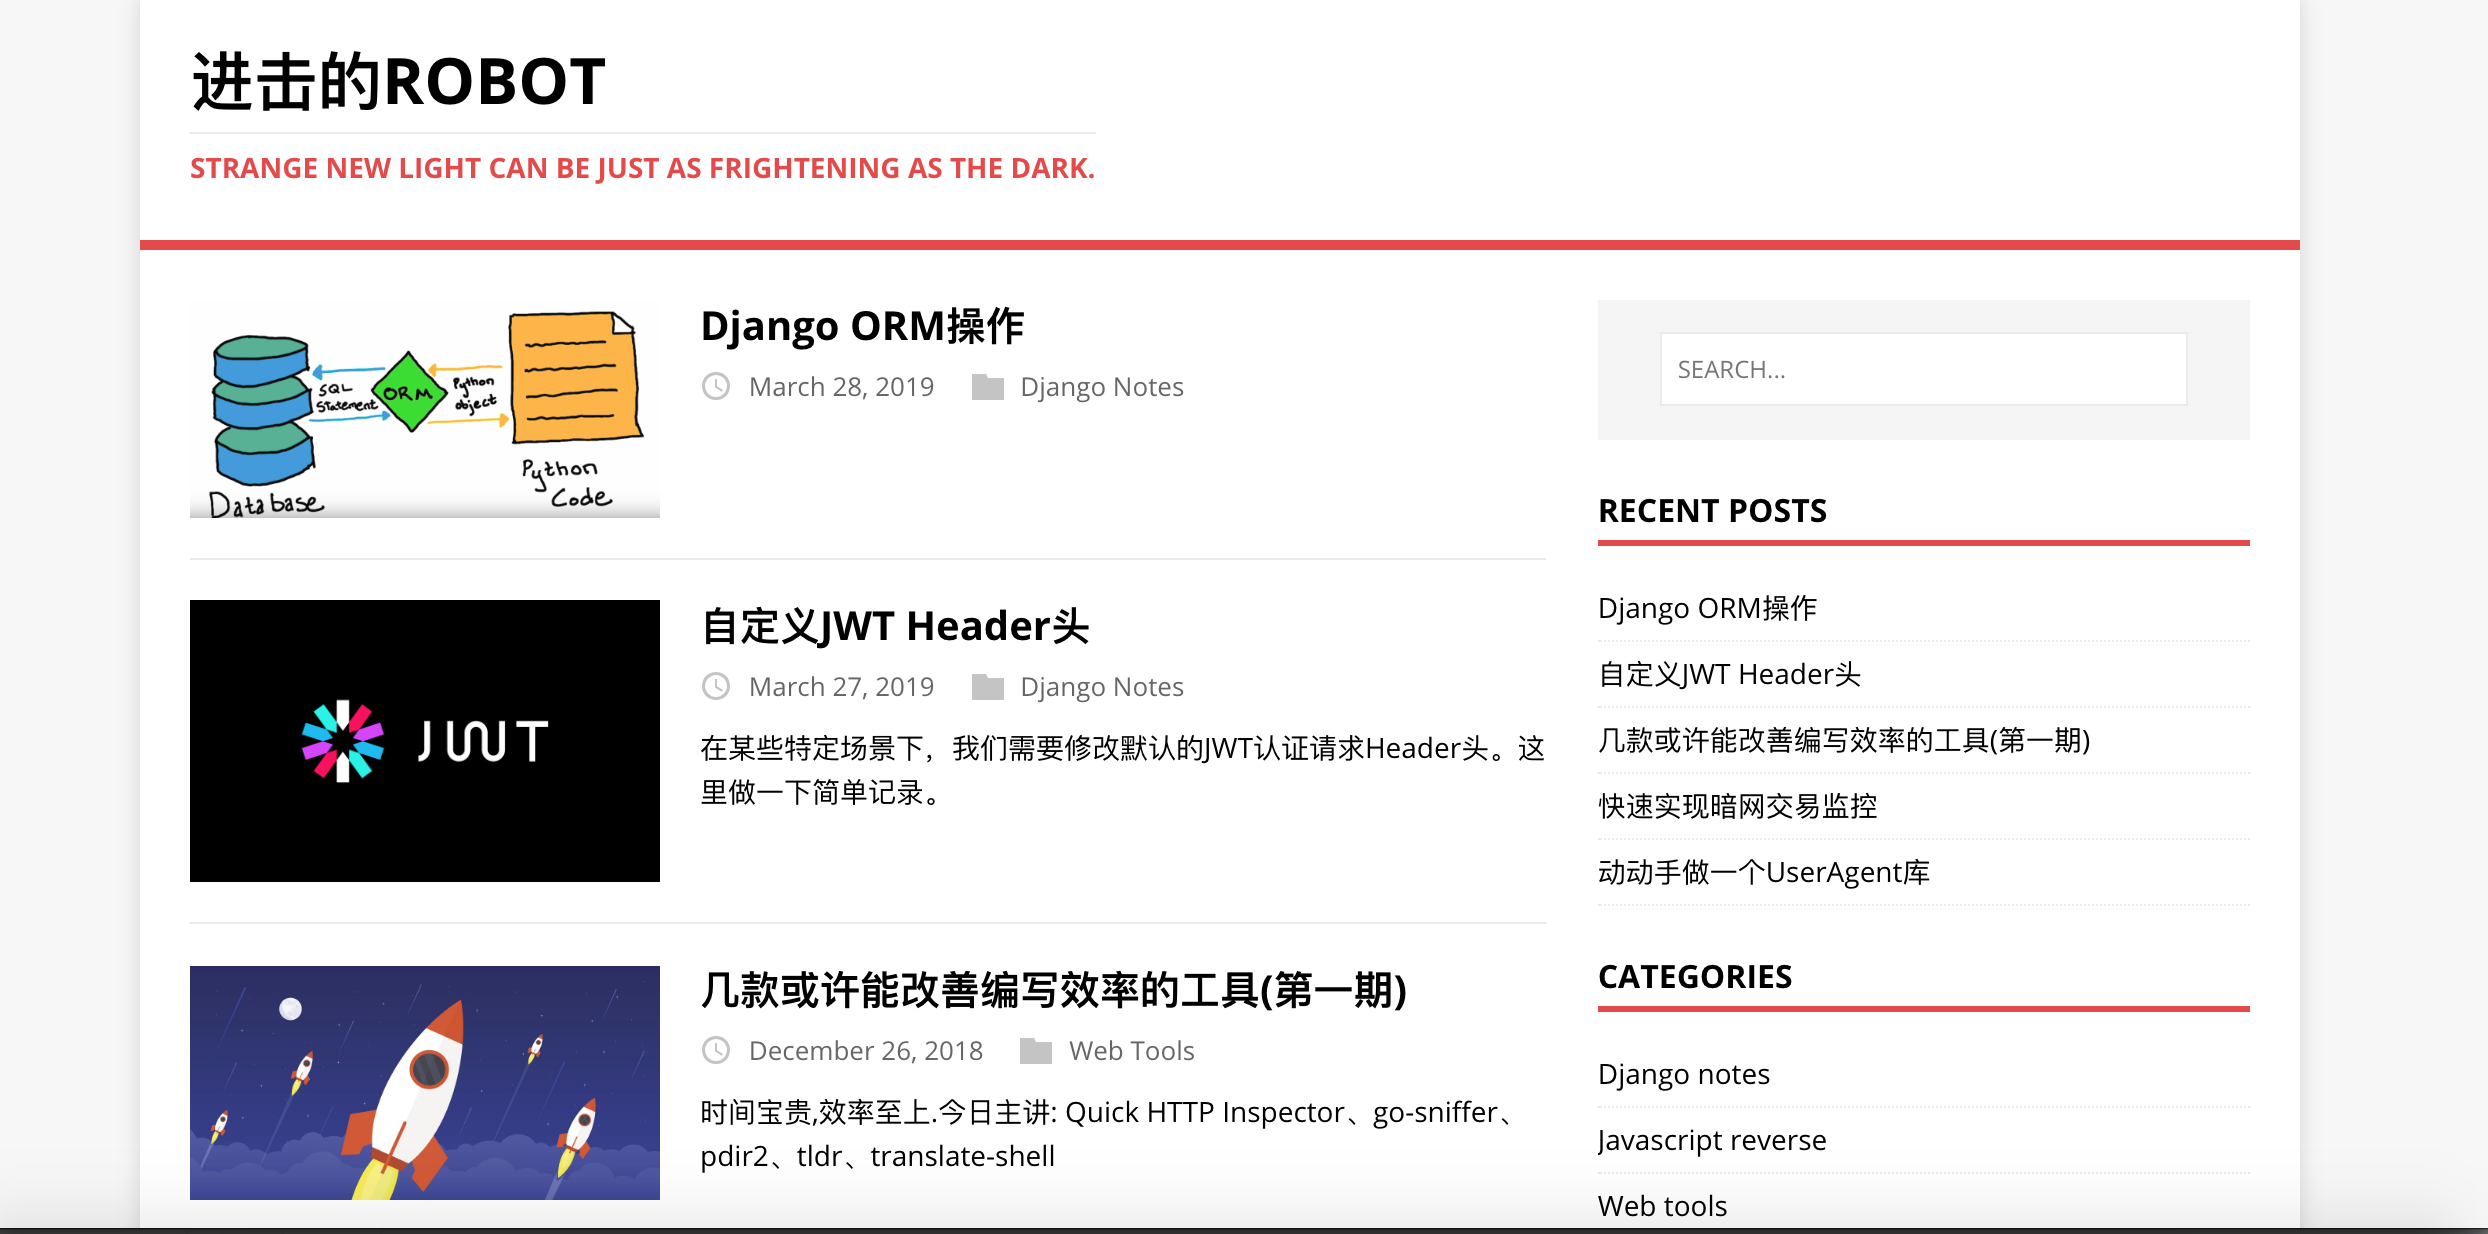 进击的ROBOT
STRANGE NEW LIGHT CAN BE JUST AS FRIGHTENING AS THE DARK.
SQL
Statement
ORM
Python
object
Database
Python
Code
Django ORM操作
March 28, 2019 Django Notes
JWT
自定义JWT Header头
March 27, 2019 Django Notes
在某些特定场景下，我们需要修改默认的JWT认证请求Header头。这
里做一下简单记录。
几款或许能改善编写效率的工具(第一期)
December 26, 2018 Web Tools
时间宝贵,效率至上.今日主讲: Quick HTTP Inspector、go-sniffer、
pdir2、tldr、translate-shell
SEARCH...
RECENT POSTS
Django ORM操作
自定义JWT Header头
几款或许能改善编写效率的工具(第一期)
快速实现暗网交易监控
动动手做一个UserAgent库
CATEGORIES
Django notes
Javascript reverse
Web tools